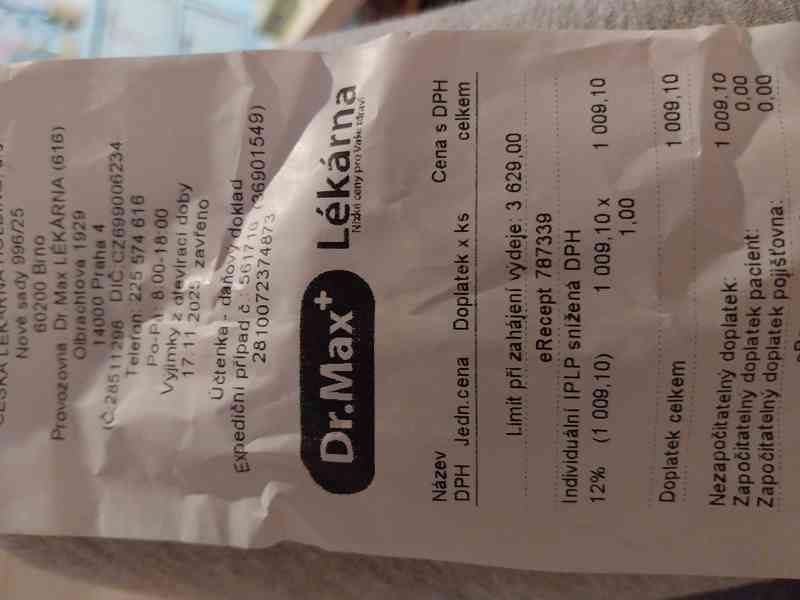 Nové sady 996/25
60200 Brno
Provozovna Dr Max LÉKÁRNA (616)
Olbrachtova 1929
14000 Praha 4
IČ:28511298 DIČ CZ699006234
Telefon: 225 574 616
Po-Pá 8.00-18.00
Výjimky z otevírací doby
17.11.2025 zavřeno
Účtenka - daňový doklad
Expediční případ č.: 561716 (36901549)
2810072374873
Dr.Max+ Lékárna
Nízké ceny pro Vaše zdraví
Název Cena s DPH
DPH Jedn.cena Doplatek x ks celkem
Limit při zahájení výdeje: 3 629,00
eRecept 787339
Individuální IPLP snížená DPH
12% (1 009,10) 1 009,10 x 1 009,10
1,00
Doplatek celkem 1 009,10
Nezapočitatelný doplatek: 1 009,10
Započitatelný doplatek pacient: 0,00
Započitatelný doplatek pojišťovna: 0,00